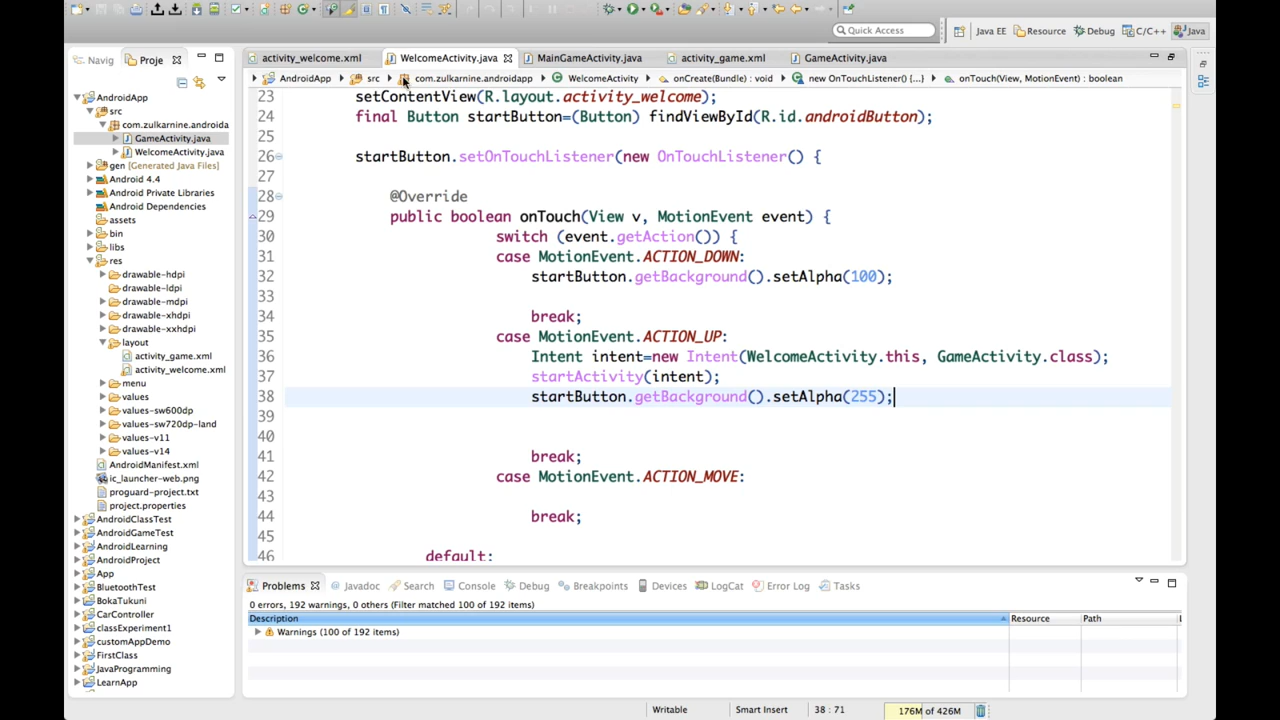 Quick Access
Java EE
Resource
Debug
C/C++
Java
Navig
Proje
activity_welcome.xml
WelcomeActivity.java
MainGameActivity.java
activity_game.xml
GameActivity.java
AndroidApp
src
com.zulkarnine.androidapp
WelcomeActivity
onCreate(Bundle) : void
new OnTouchListener() {...}
onTouch(View, MotionEvent) : boolean
AndroidApp
src
com.zulkarnine.androida
GameActivity.java
WelcomeActivity.java
gen [Generated Java Files]
Android 4.4
Android Private Libraries
Android Dependencies
assets
bin
libs
res
drawable-hdpi
drawable-ldpi
drawable-mdpi
drawable-xhdpi
drawable-xxhdpi
layout
activity_game.xml
activity_welcome.xml
menu
values
values-sw600dp
values-sw720dp-land
values-v11
values-v14
AndroidManifest.xml
ic_launcher-web.png
proguard-project.txt
project.properties
AndroidClassTest
AndroidGameTest
AndroidLearning
AndroidProject
App
BluetoothTest
BokaTukuni
CarController
classExperiment1
customAppDemo
FirstClass
JavaProgramming
LearnApp
23 setContentView(R.layout.activity_welcome);
24 final Button startButton=(Button) findViewById(R.id.androidButton);
25
26 startButton.setOnTouchListener(new OnTouchListener() {
27
28 @Override
29 public boolean onTouch(View v, MotionEvent event) {
30 switch (event.getAction()) {
31 case MotionEvent.ACTION_DOWN:
32 startButton.getBackground().setAlpha(100);
33
34 break;
35 case MotionEvent.ACTION_UP:
36 Intent intent=new Intent(WelcomeActivity.this, GameActivity.class);
37 startActivity(intent);
38 startButton.getBackground().setAlpha(255);
39
40
41 break;
42 case MotionEvent.ACTION_MOVE:
43
44 break;
45
46 default:
Problems
Javadoc
Search
Console
Debug
Breakpoints
Devices
LogCat
Error Log
Tasks
0 errors, 192 warnings, 0 others (Filter matched 100 of 192 items)
Description
Resource
Path
Warnings (100 of 192 items)
Writable
Smart Insert
38 : 71
176M of 426M